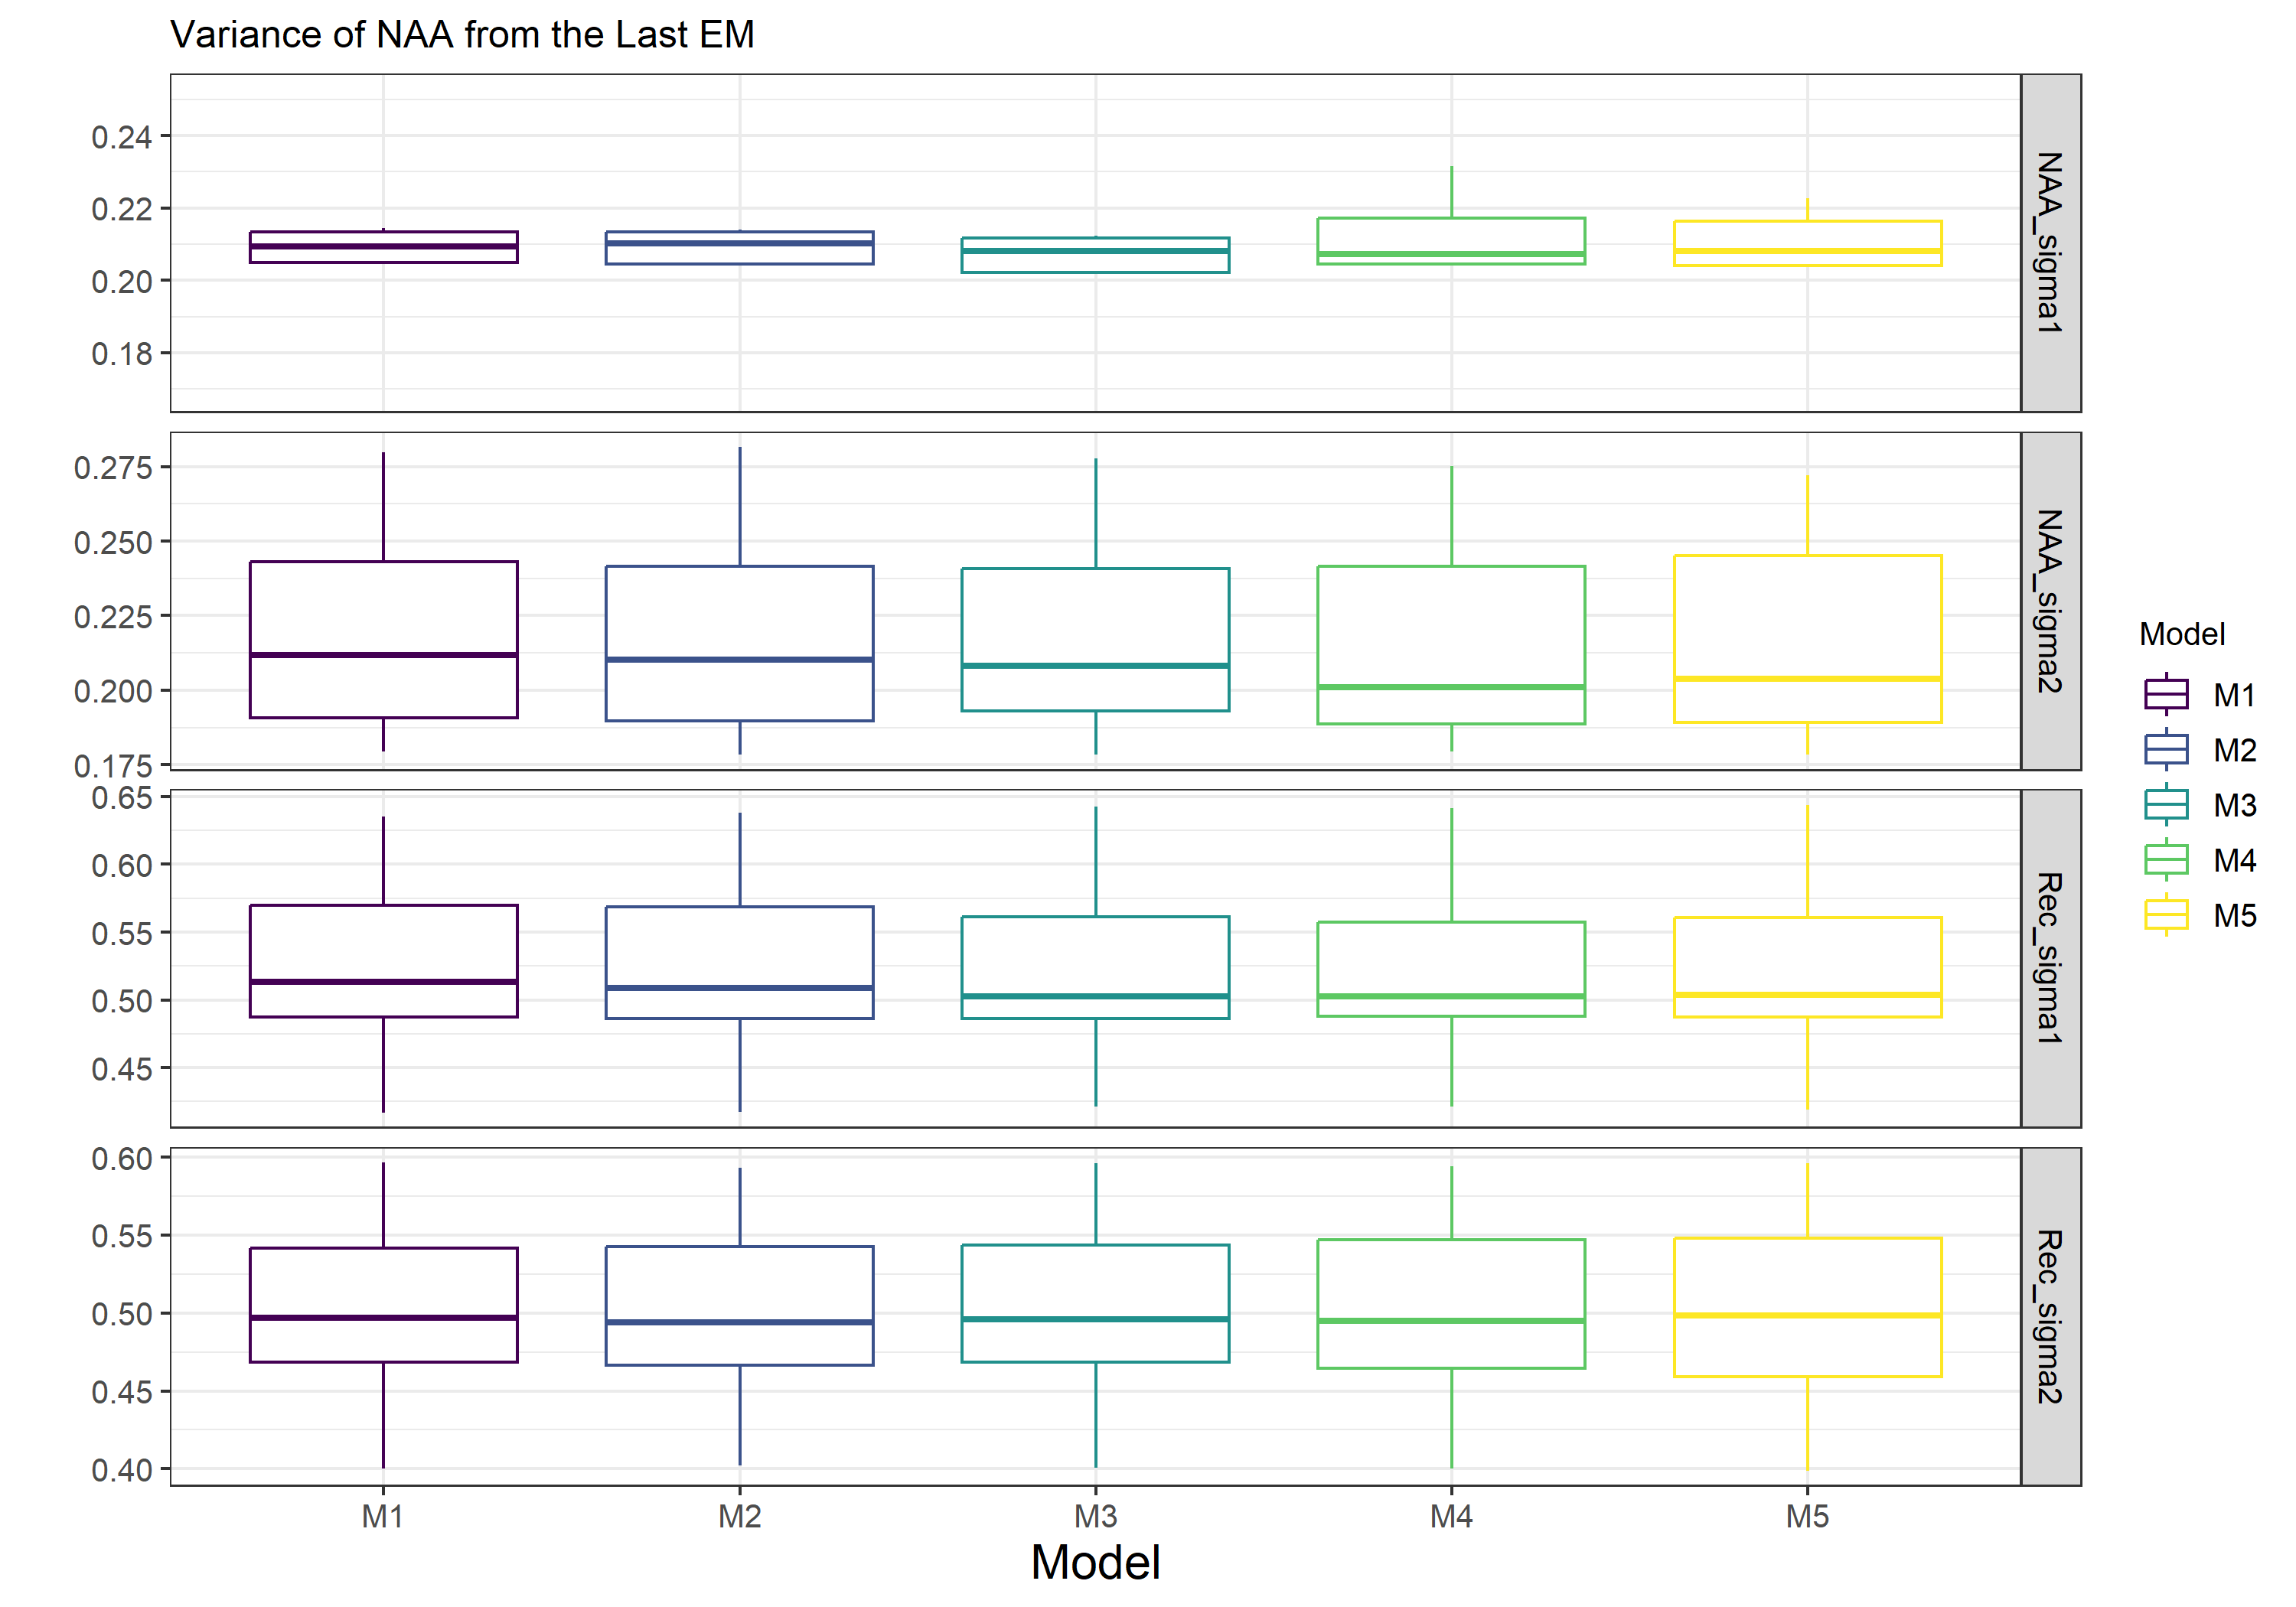 Variance of NAA from the Last EM
0.24
0.22
0.20
0.18
NAA_sigma1
0.275
0.250
0.225
0.200
0.175
NAA_sigma2
0.65
0.60
0.55
0.50
0.45
Rec_sigma1
0.60
0.55
0.50
0.45
0.40
Rec_sigma2
M1 M2 M3 M4 M5
Model
Model
M1
M2
M3
M4
M5